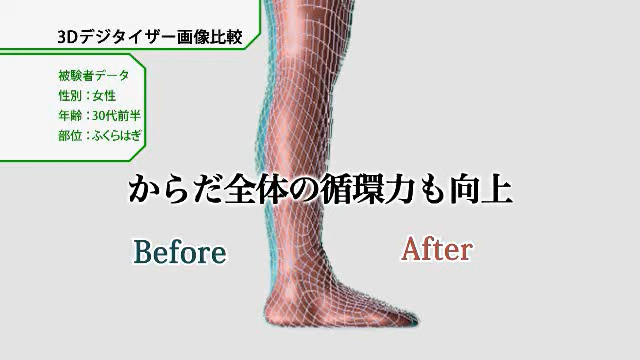 3Dデジタイザー画像比較
被験者データ
性別：女性
年齢：30代前半
部位：ふくらはぎ
からだ全体の循環力も向上
Before
After